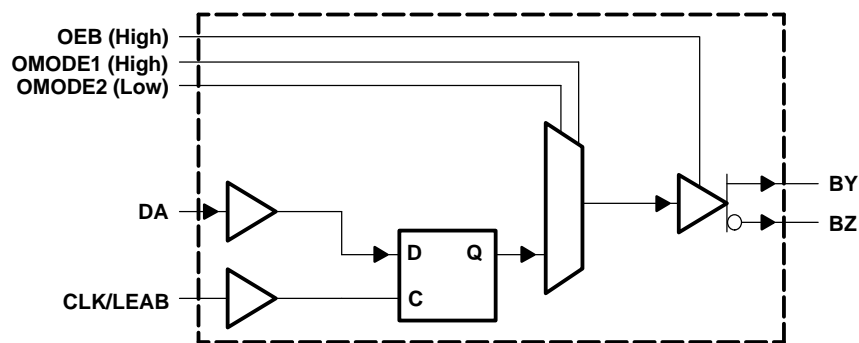 OEB (High)
OMODE1 (High)
OMODE2 (Low)
BY
DA
BZ
D Q
CLK/LEAB
C